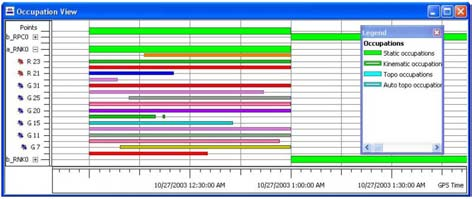 Occupation View
Points
b_RPC0
a_RNK0
R 23
R 21
G 31
G 25
G 20
G 15
G 11
G 7
b_RNK0
Legend
Occupations
Static occupations
Kinematic occupation
Topo occupations
Auto topo occupation
10/27/2003 12:30:00 AM
10/27/2003 1:00:00 AM
10/27/2003 1:30:00 AM
GPS Time